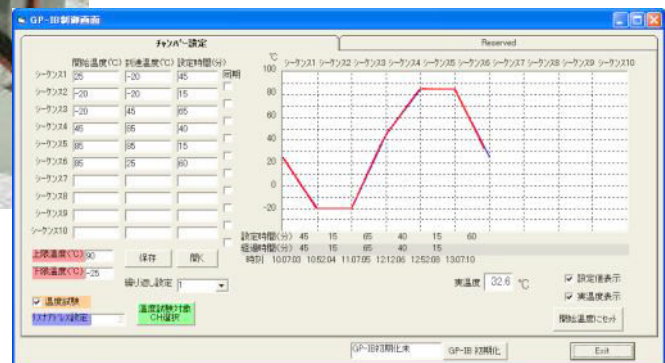 GP-IB制御画面
チャンバー設定
Reserved
開始温度(℃) 到達温度(℃) 設定時間(分) 同期
シーケンス1 25 -20 45
シーケンス2 -20 -20 15
シーケンス3 -20 45 65
シーケンス4 45 85 40
シーケンス5 85 85 15
シーケンス6 85 25 60
シーケンス7
シーケンス8
シーケンス9
シーケンス10
℃ シーケンス1 シーケンス2 シーケンス3 シーケンス4 シーケンス5 シーケンス6 シーケンス7 シーケンス8 シーケンス9 シーケンス10
100
80
60
40
20
0
-20
設定時間(分) 45 15 65 40 15 60
経過時間(分) 45 15 65 40 15
時刻 10:07:03 10:52:04 11:07:05 12:12:06 12:52:08 13:07:10
上限温度(℃) 90
保存
開く
下限温度(℃) -25
繰り返し設定 1
実温度 32.6 ℃
設定値表示
実温度表示
温度試験
リスナアドレス設定
温度試験対象
CH選択
開始温度にセット
GP-IB初期化未
GP-IB 初期化
Exit